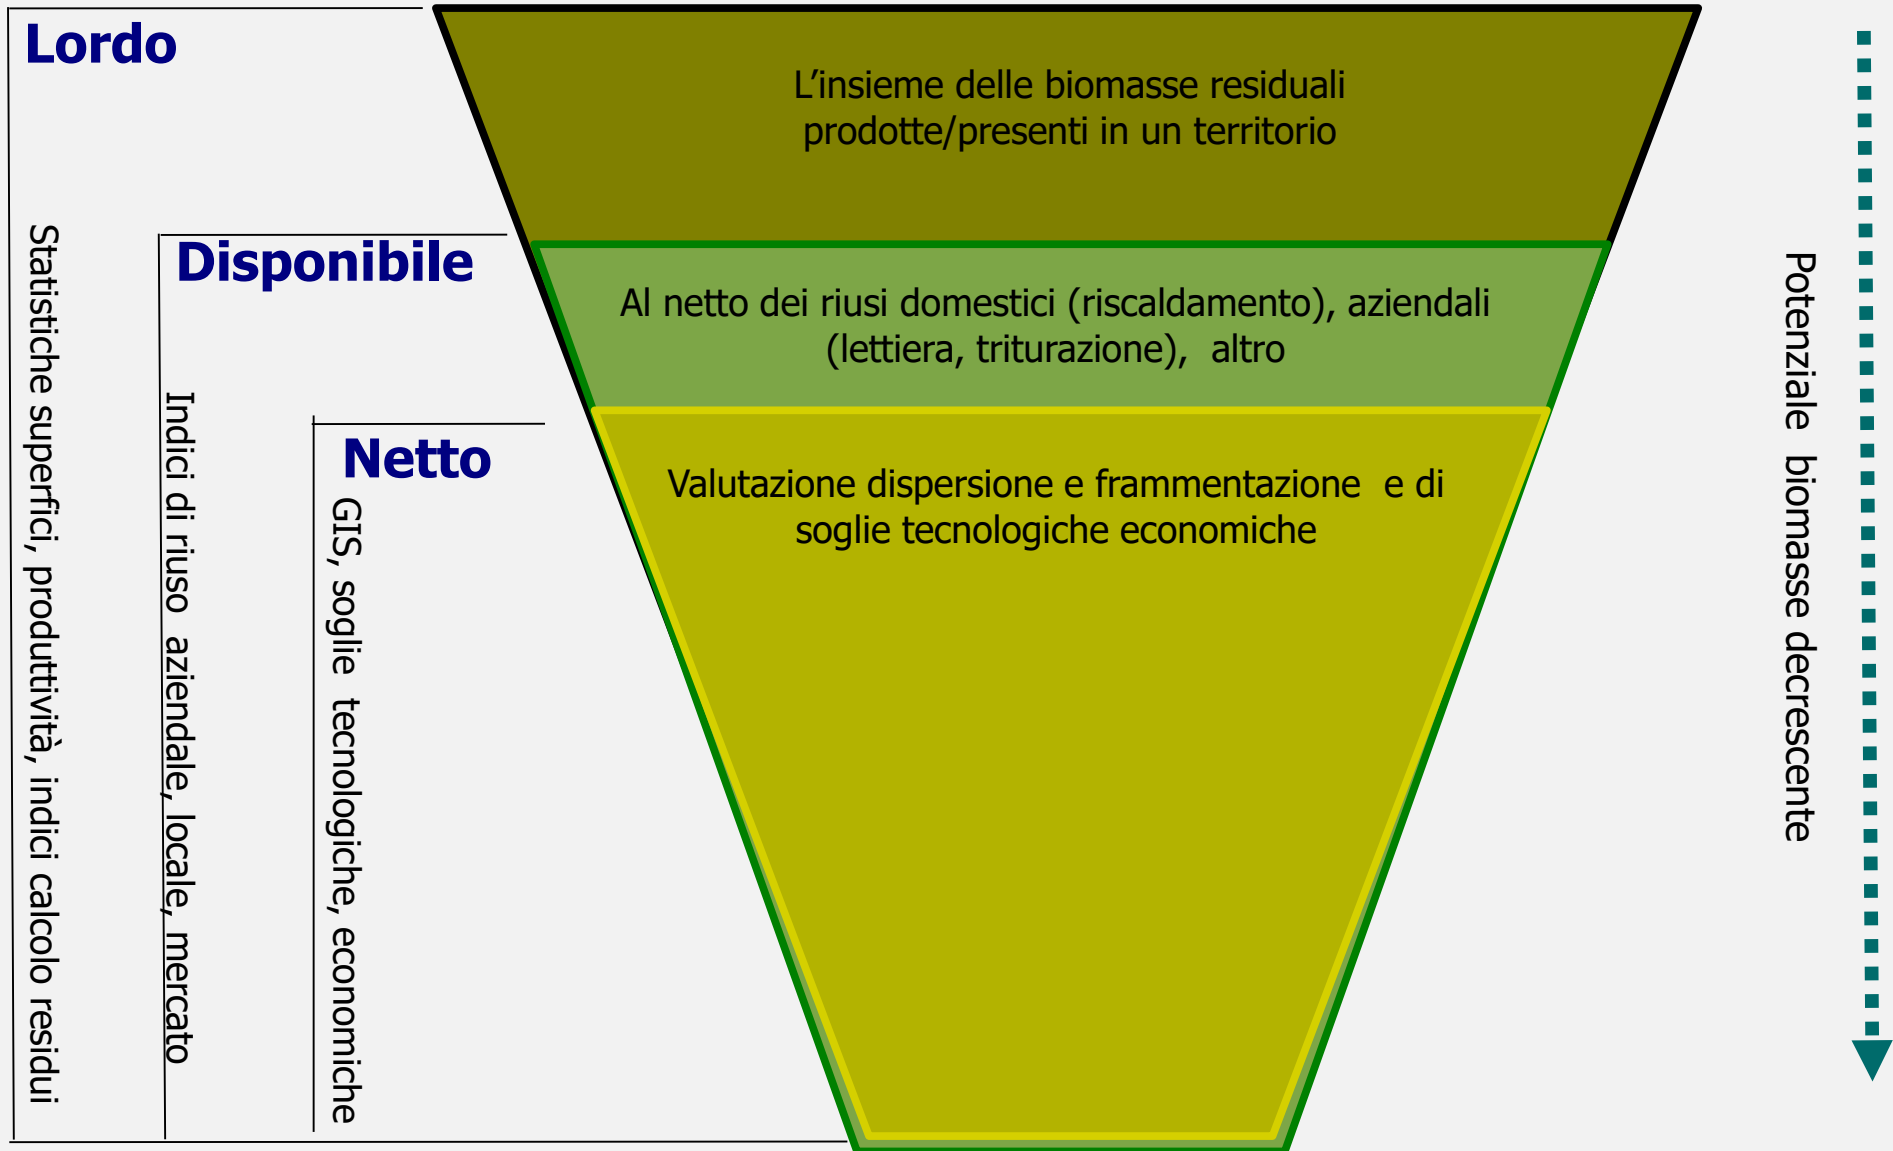 Lordo
L’insieme delle biomasse residuali
prodotte/presenti in un territorio
Statistiche superfici, produttività, indici calcolo residui
Disponibile
Al netto dei riusi domestici (riscaldamento), aziendali
(lettiera, triturazione), altro
Indici di riuso aziendale, locale, mercato
Netto
Valutazione dispersione e frammentazione e di
soglie tecnologiche economiche
GIS, soglie tecnologiche, economiche
Potenziale biomasse decrescente